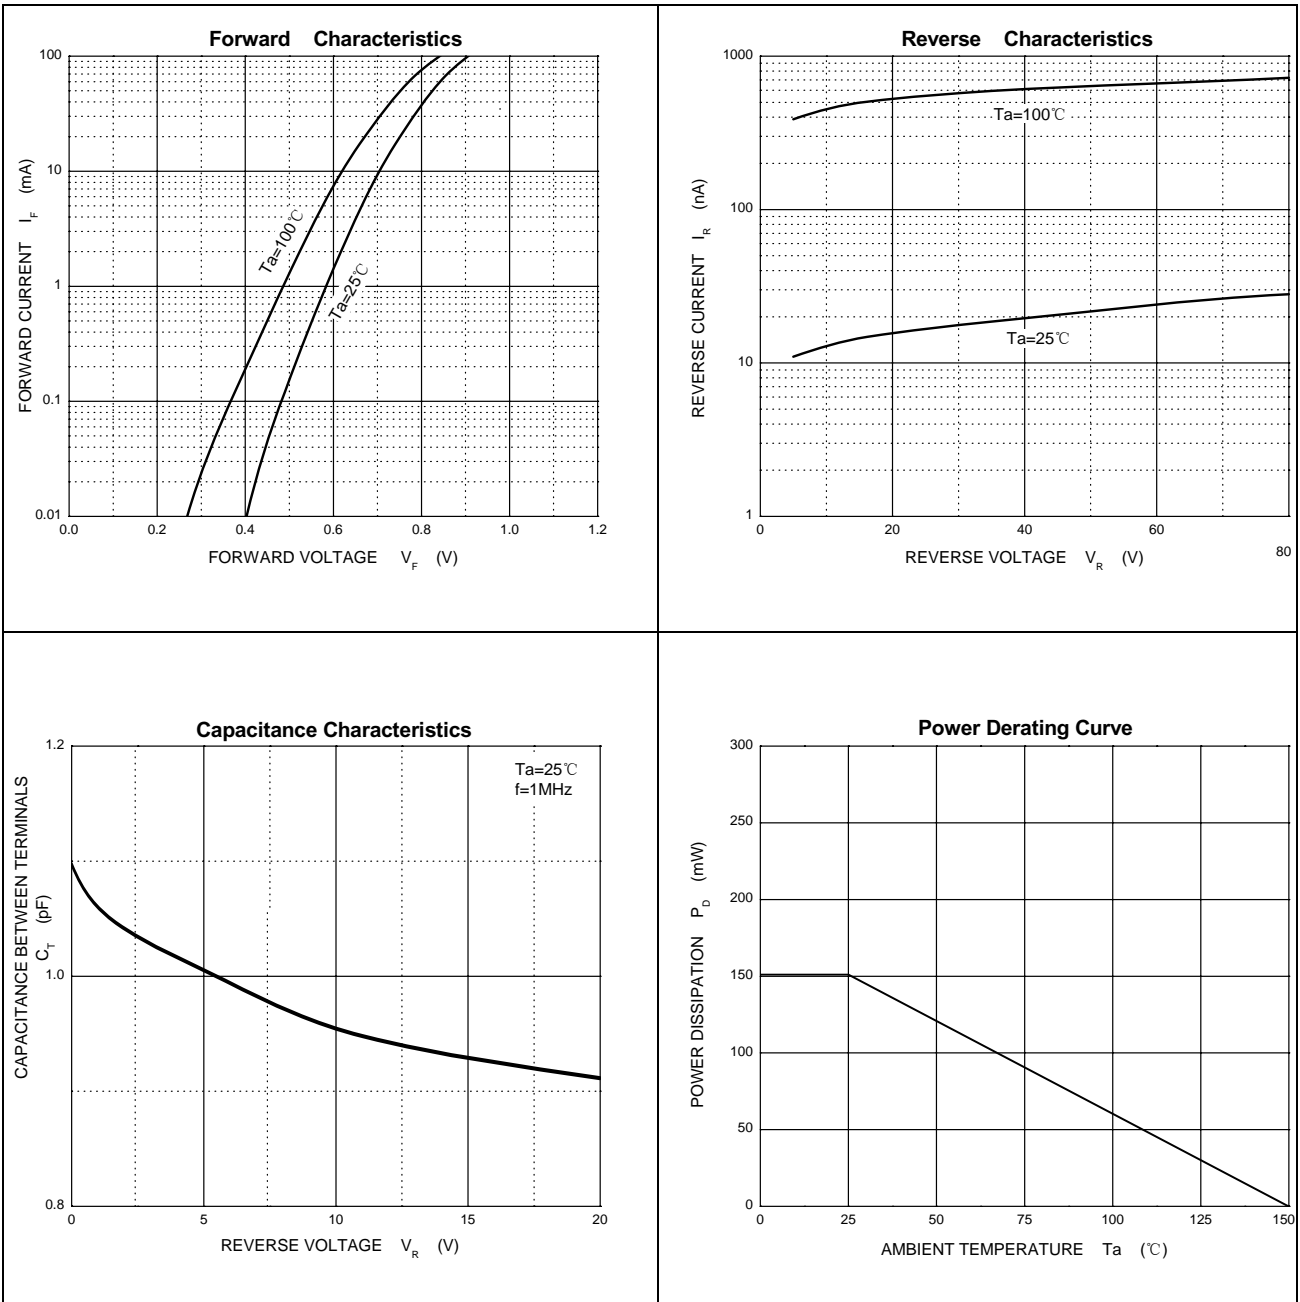 Forward Characteristics
100
10
1
0.1
0.01
0.0
0.2
0.4
0.6
0.8
1.0
1.2
FORWARD CURRENT I_F (mA)
Ta=100℃
Ta=25℃
FORWARD VOLTAGE V_F (V)
Reverse Characteristics
1000
100
10
1
0
20
40
60
80
REVERSE CURRENT I_R (nA)
Ta=100℃
Ta=25℃
REVERSE VOLTAGE V_R (V)
Capacitance Characteristics
1.2
1.0
0.8
0
5
10
15
20
CAPACITANCE BETWEEN TERMINALS
C_T (pF)
Ta=25℃
f=1MHz
REVERSE VOLTAGE V_R (V)
Power Derating Curve
300
250
200
150
100
50
0
0
25
50
75
100
125
150
POWER DISSIPATION P_D (mW)
AMBIENT TEMPERATURE Ta (℃)